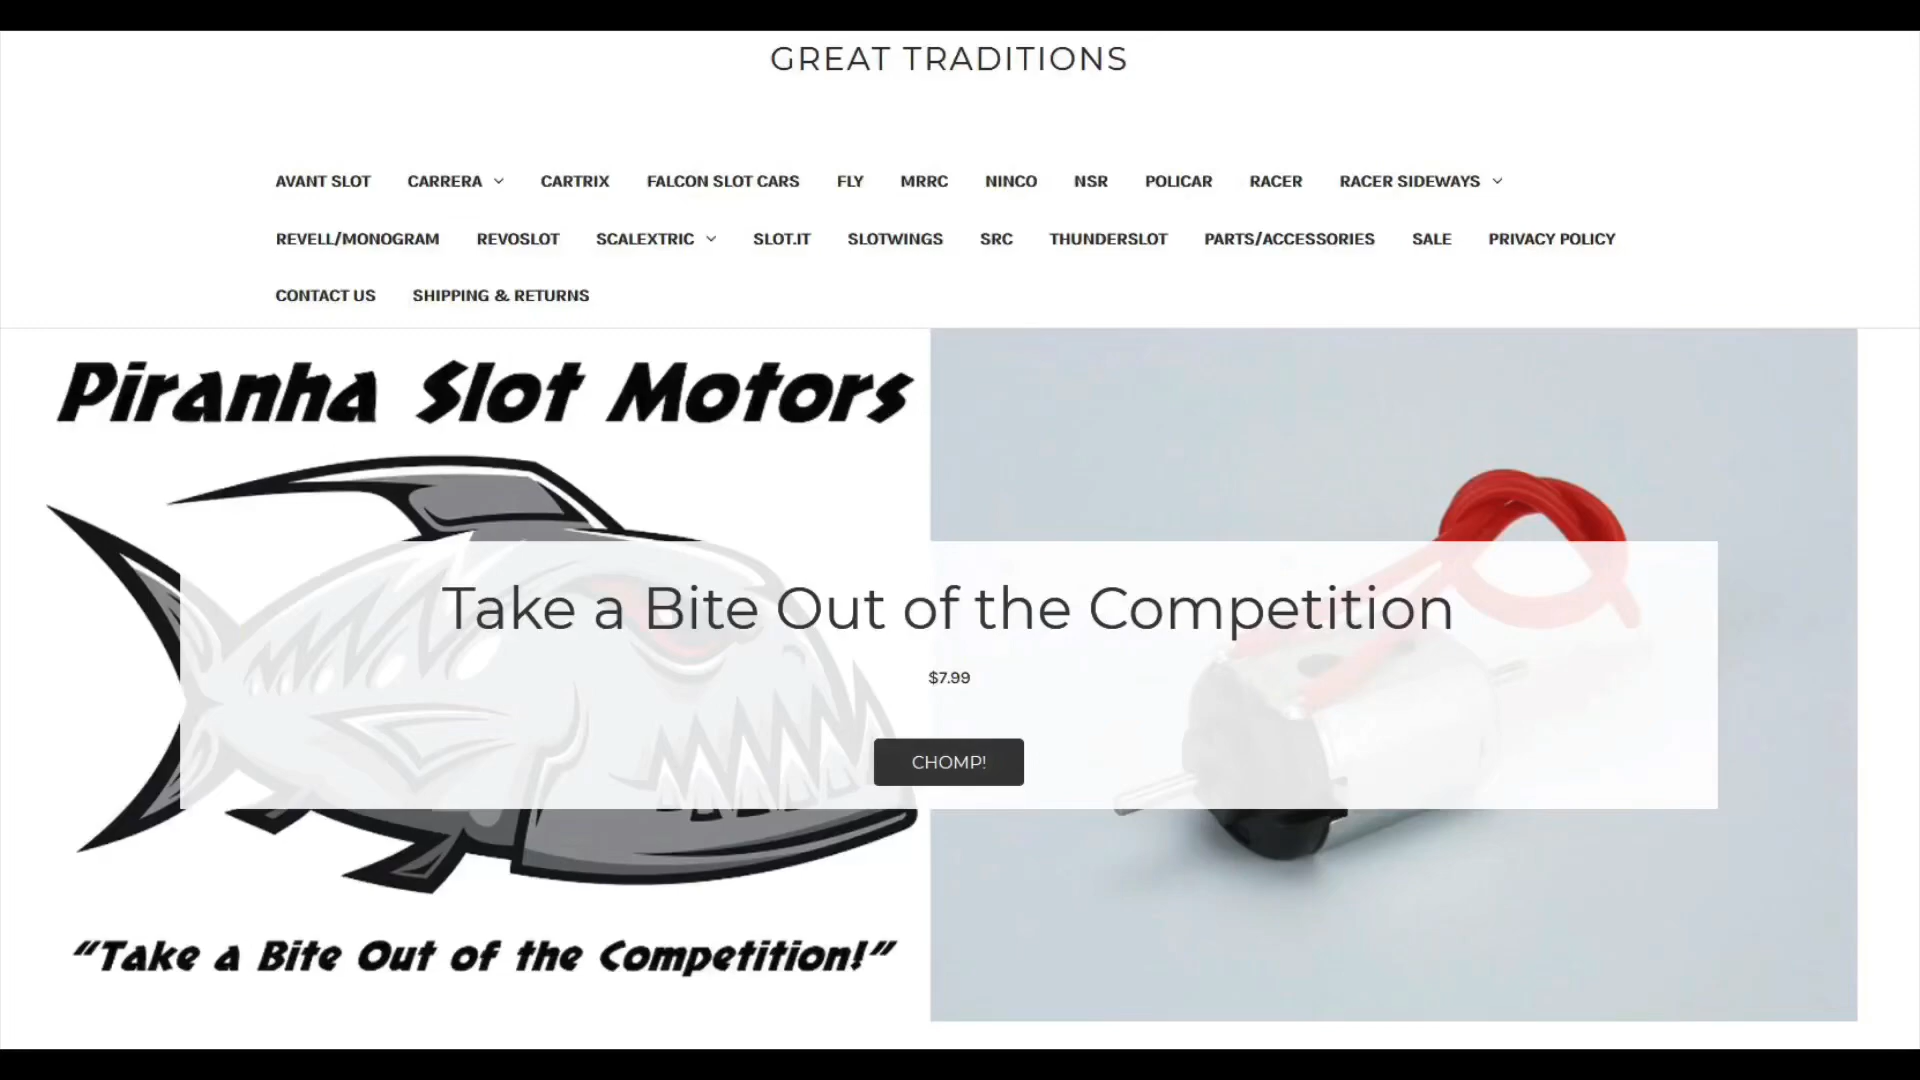 GREAT TRADITIONS
AVANT SLOT CARRERA CARTRIX FALCON SLOT CARS FLY MRRC NINCO NSR POLICAR RACER RACER SIDEWAYS
REVELL/MONOGRAM REVOSLOT SCALEXTRIC SLOT.IT SLOTWINGS SRC THUNDERSLOT PARTS/ACCESSORIES SALE PRIVACY POLICY
CONTACT US SHIPPING & RETURNS
Piranha Slot Motors
Take a Bite Out of the Competition
$7.99
CHOMP!
"Take a Bite Out of the Competition!"